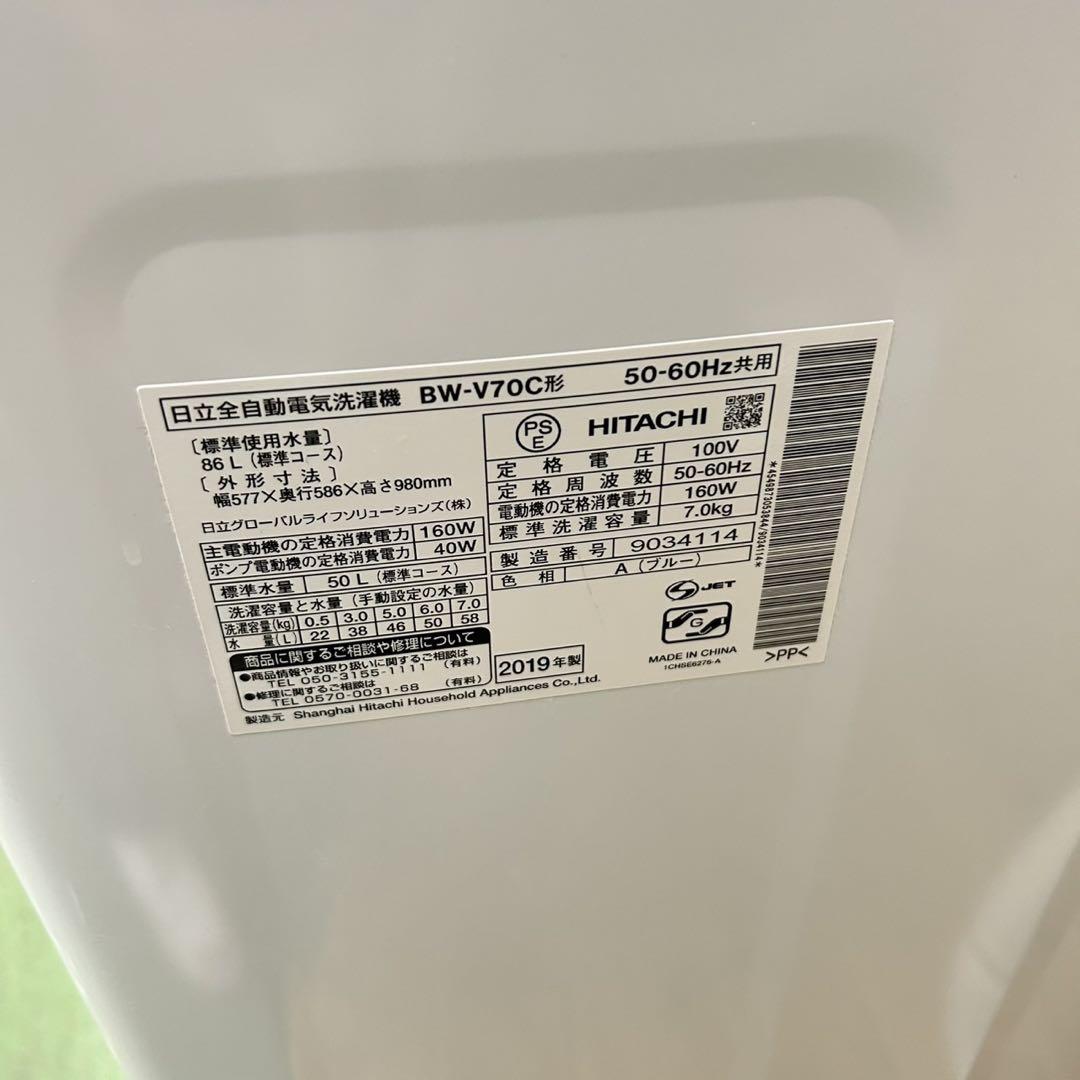 日立全自動電気洗濯機 BW-V70C形 50-60Hz共用
〔標準使用水量〕
86 L（標準コース）
〔外形寸法〕
幅577×奥行586×高さ980mm
日立グローバルライフソリューションズ（株）
主電動機の定格消費電力 160W
ポンプ電動機の定格消費電力 40W
標準水量 50 L（標準コース）
洗濯容量と水量（手動設定の水量）
洗濯容量(kg) 0.5 3.0 5.0 6.0 7.0
水量(L) 22 38 46 50 58
商品に関するご相談や修理について
●商品情報やお取り扱いに関するご相談は
TEL 050-3155-1111（有料）
●修理に関するご相談は
TEL 0570-0031-68（有料）
製造元 Shanghai Hitachi Household Appliances Co.,Ltd.
PSE HITACHI
定格電圧 100V
定格周波数 50-60Hz
電動機の定格消費電力 160W
標準洗濯容量 7.0kg
製造番号 9034114
色相 A（ブルー）
JET
G
2019年製
MADE IN CHINA
1CHSE6276-A
>PP<
*4549873053844/9034114*